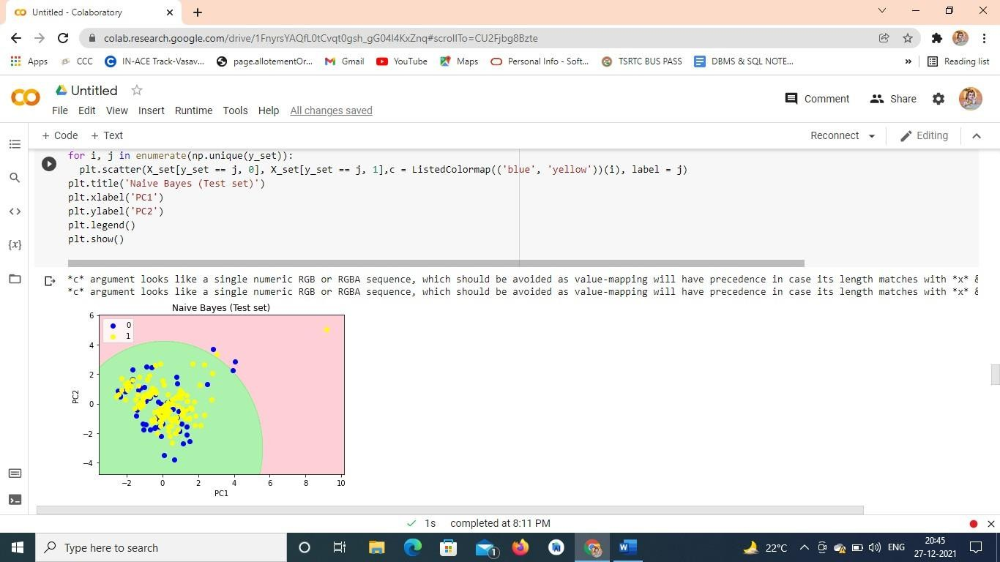 Untitled - Colaboratory
colab.research.google.com/drive/1FnyrsYAQfL0tCvqt0gsh_gG04l4KxZnq#scrollTo=CU2Fjbg8Bzte
Apps CCC IN-ACE Track-Vasav... page.allotementOr... Gmail YouTube Maps Personal Info - Soft... TSRTC BUS PASS DBMS & SQL NOTE... » Reading list
Untitled
Comment Share
File Edit View Insert Runtime Tools Help All changes saved
+ Code + Text Reconnect Editing
for i, j in enumerate(np.unique(y_set)):
plt.scatter(X_set[y_set == j, 0], X_set[y_set == j, 1],c = ListedColormap(('blue', 'yellow'))(i), label = j)
plt.title('Naive Bayes (Test set)')
plt.xlabel('PC1')
plt.ylabel('PC2')
plt.legend()
plt.show()
*c* argument looks like a single numeric RGB or RGBA sequence, which should be avoided as value-mapping will have precedence in case its length matches with *x* &
*c* argument looks like a single numeric RGB or RGBA sequence, which should be avoided as value-mapping will have precedence in case its length matches with *x* &
Naive Bayes (Test set)
0
1
6
4
2
0
−2
−4
PC2
−2 0 2 4 6 8 10
PC1
1s completed at 8:11 PM
Type here to search
1
22°C ENG
20:45
27-12-2021